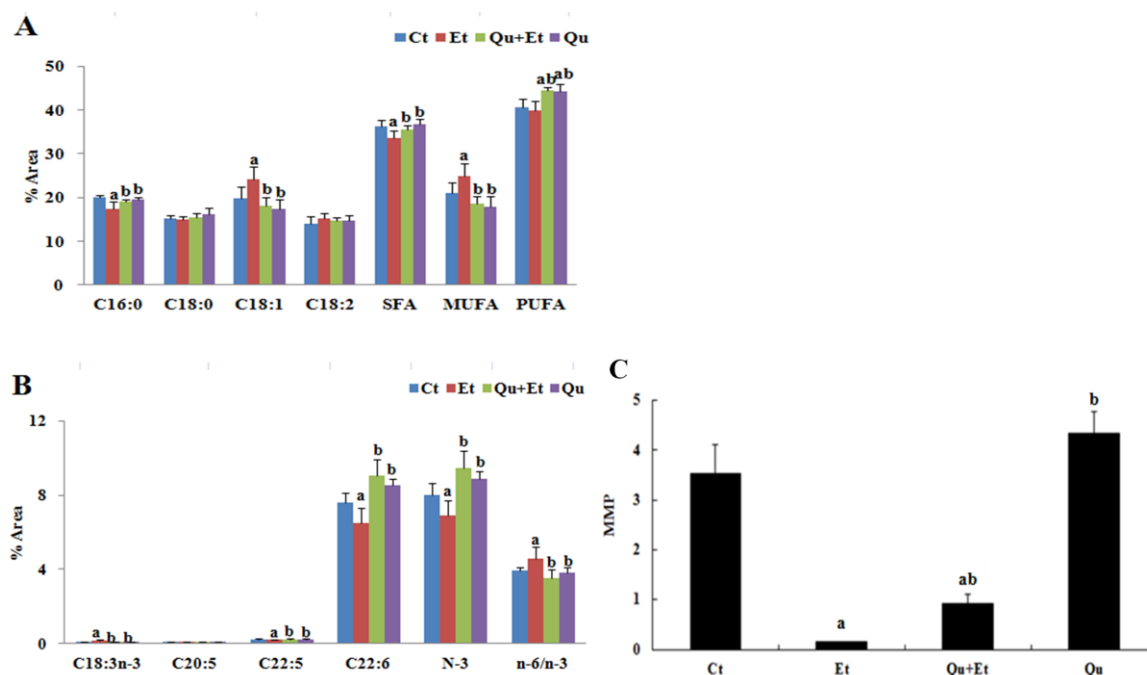 A
Ct Et Qu+Et Qu
% Area
50
40
30
20
10
0
a b b
a
b b
a b b
a
b b
ab ab
C16:0 C18:0 C18:1 C18:2 SFA MUFA PUFA
B
Ct Et Qu+Et Qu
% Area
12
8
4
0
a b b
a b b
a b b
a b b
a b b
C18:3n-3 C20:5 C22:5 C22:6 N-3 n-6/n-3
C
MMP
5
4
3
2
1
0
a
ab
b
Ct Et Qu+Et Qu